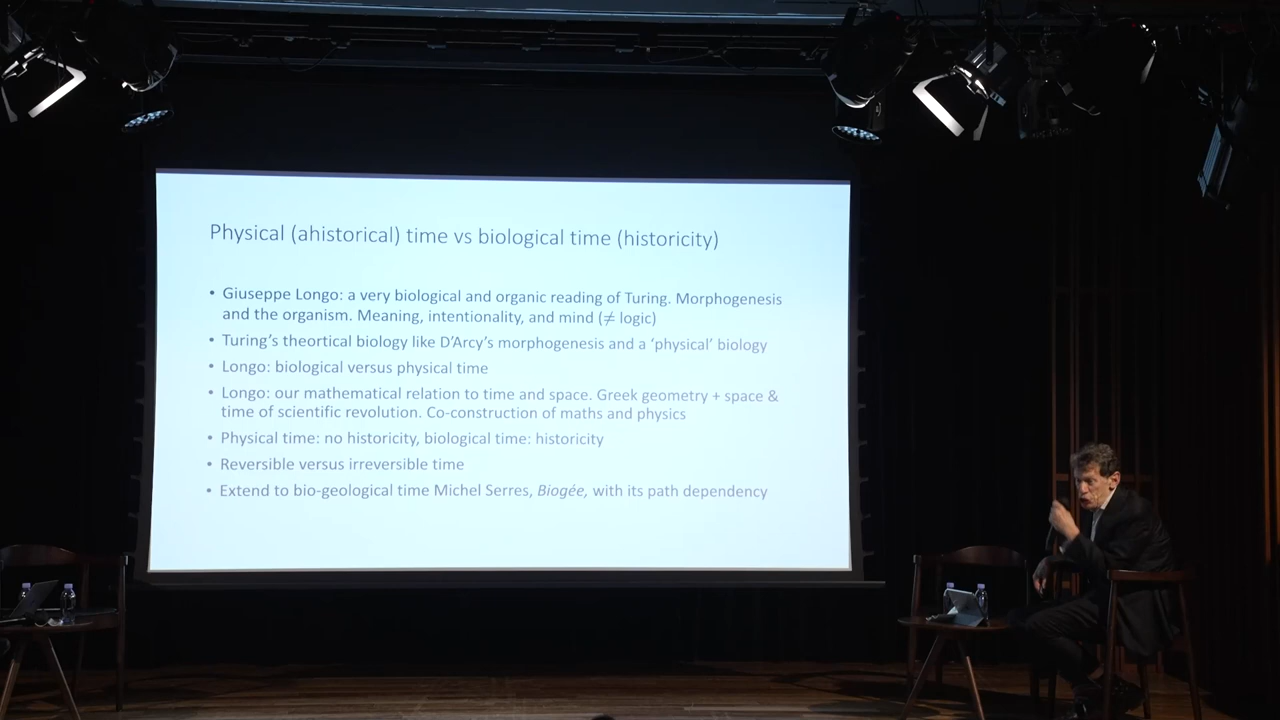 Physical (ahistorical) time vs biological time (historicity)
• Giuseppe Longo: a very biological and organic reading of Turing. Morphogenesis
and the organism. Meaning, intentionality, and mind (≠ logic)
• Turing's theortical biology like D'Arcy's morphogenesis and a 'physical' biology
• Longo: biological versus physical time
• Longo: our mathematical relation to time and space. Greek geometry + space &
time of scientific revolution. Co-construction of maths and physics
• Physical time: no historicity, biological time: historicity
• Reversible versus irreversible time
• Extend to bio-geological time Michel Serres, Biogée, with its path dependency